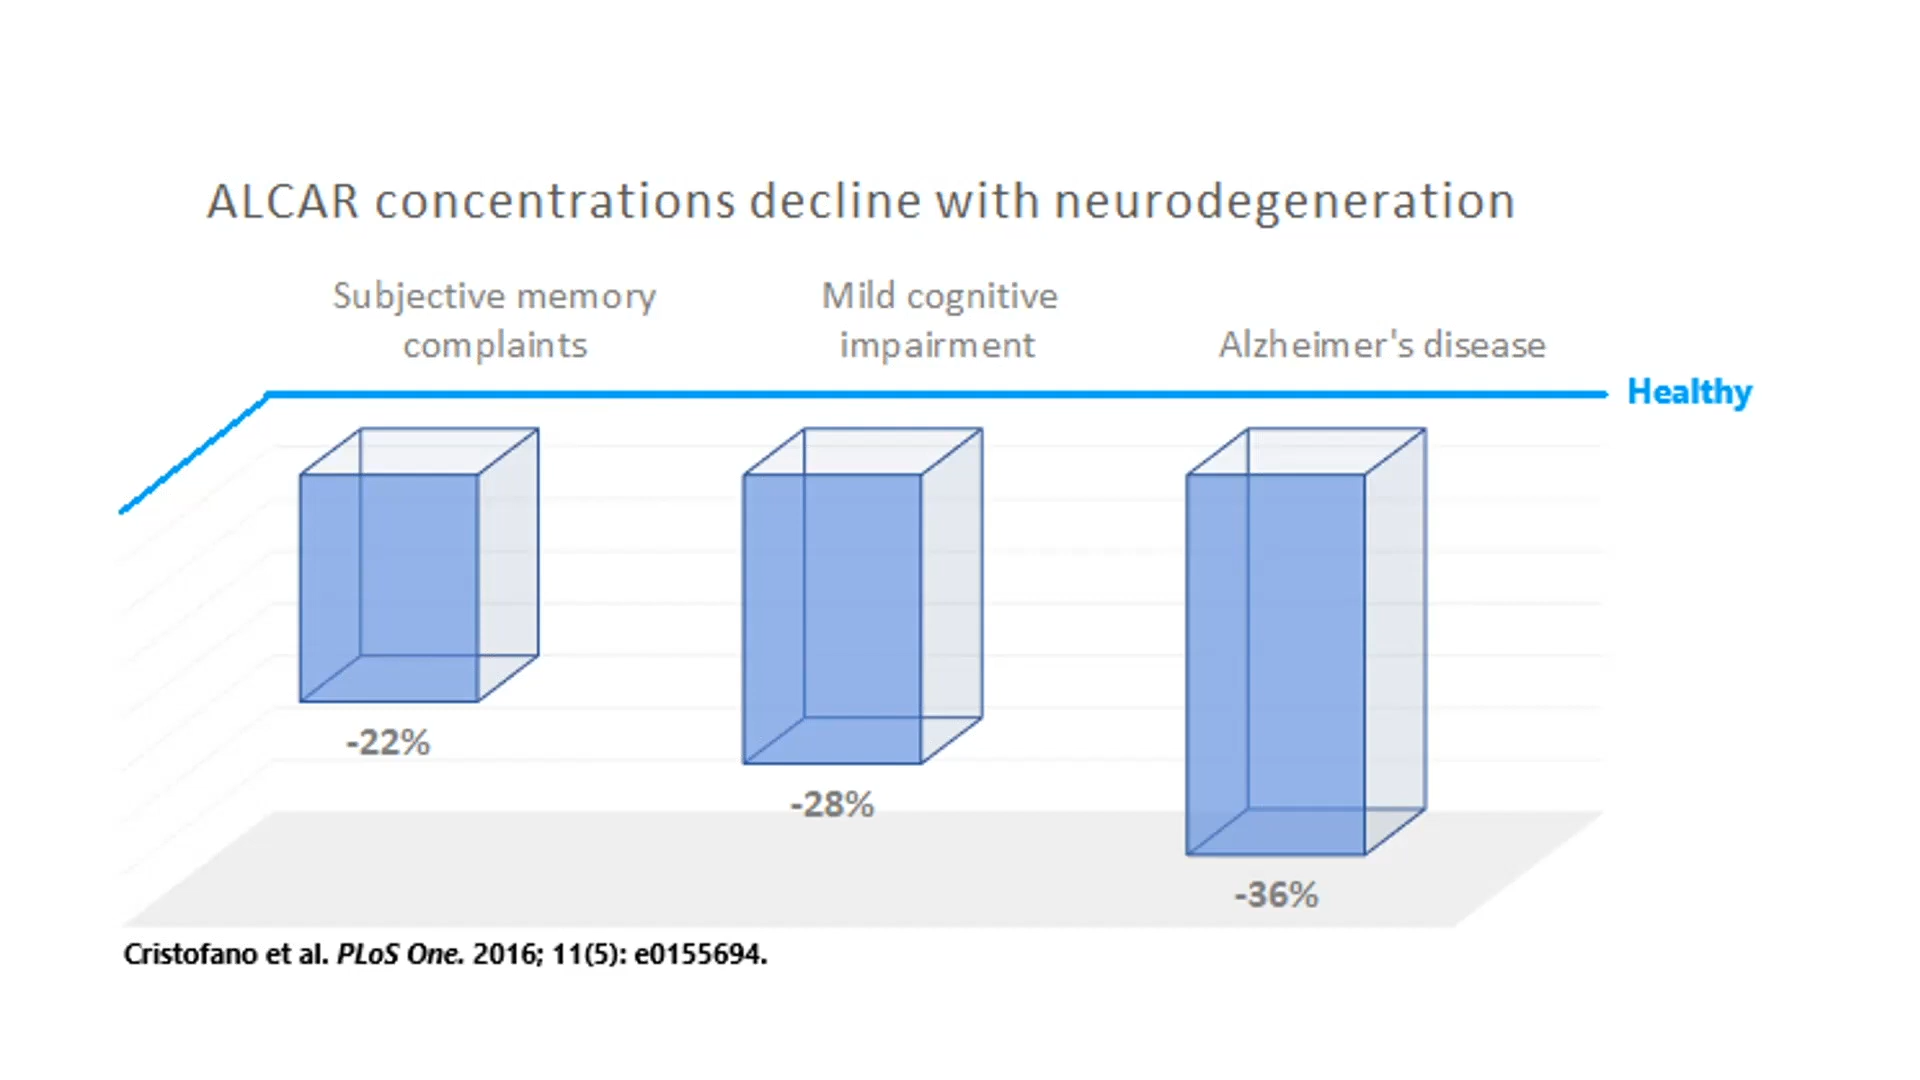 ALCAR concentrations decline with neurodegeneration
Subjective memory
complaints
Mild cognitive
impairment
Alzheimer's disease
Healthy
-22%
-28%
-36%
Cristofano et al. PLoS One. 2016; 11(5): e0155694.